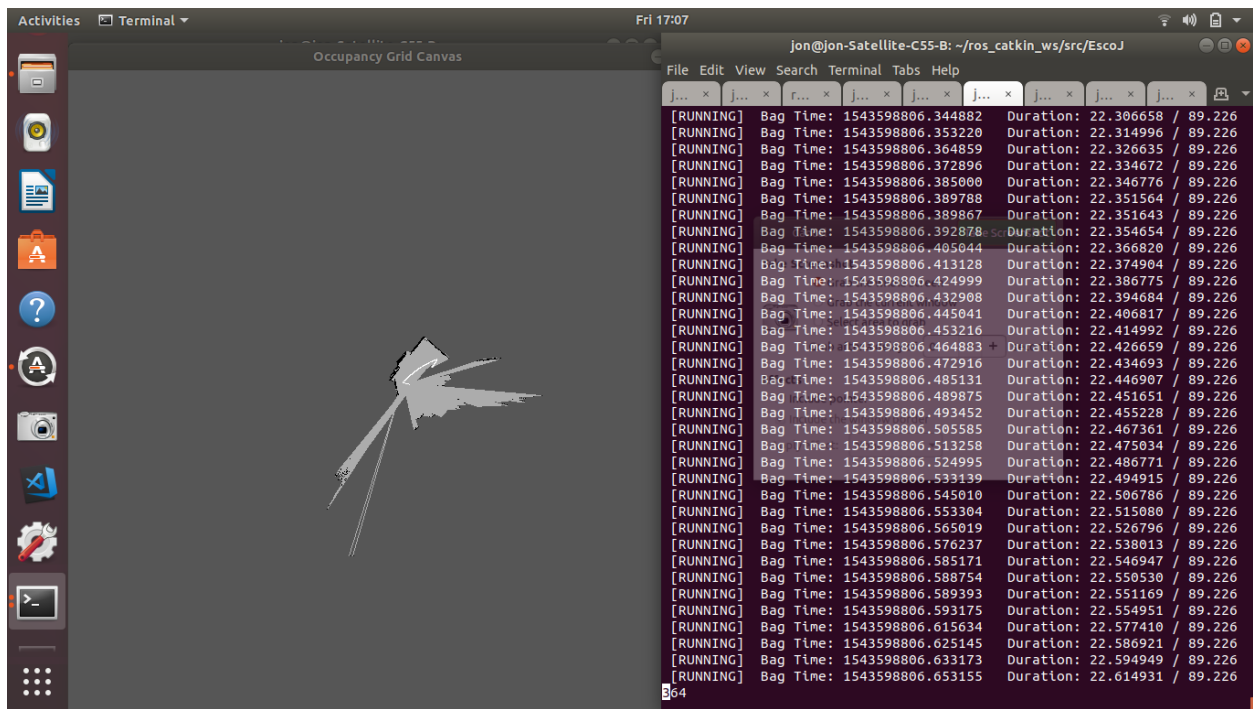 Activities Terminal Fri 17:07
Occupancy Grid Canvas
jon@jon-Satellite-C55-B: ~/ros_catkin_ws/src/EscoJ
File Edit View Search Terminal Tabs Help
j... × j... × r... × j... × j... × j... × j... × j... × j... ×
[RUNNING] Bag Time: 1543598806.344882 Duration: 22.306658 / 89.226
[RUNNING] Bag Time: 1543598806.353220 Duration: 22.314996 / 89.226
[RUNNING] Bag Time: 1543598806.364859 Duration: 22.326635 / 89.226
[RUNNING] Bag Time: 1543598806.372896 Duration: 22.334672 / 89.226
[RUNNING] Bag Time: 1543598806.385000 Duration: 22.346776 / 89.226
[RUNNING] Bag Time: 1543598806.389788 Duration: 22.351564 / 89.226
[RUNNING] Bag Time: 1543598806.389867 Duration: 22.351643 / 89.226
[RUNNING] Bag Time: 1543598806.392878 Duration: 22.354654 / 89.226
[RUNNING] Bag Time: 1543598806.405044 Duration: 22.366820 / 89.226
[RUNNING] Bag Time: 1543598806.413128 Duration: 22.374904 / 89.226
[RUNNING] Bag Time: 1543598806.424999 Duration: 22.386775 / 89.226
[RUNNING] Bag Time: 1543598806.432908 Duration: 22.394684 / 89.226
Grab the current window
[RUNNING] Bag Time: 1543598806.445041 Duration: 22.406817 / 89.226
Select area to grab
[RUNNING] Bag Time: 1543598806.453216 Duration: 22.414992 / 89.226
[RUNNING] Bag Time: 1543598806.464883 Duration: 22.426659 / 89.226
[RUNNING] Bag Time: 1543598806.472916 Duration: 22.434693 / 89.226
[RUNNING] Bag Time: 1543598806.485131 Duration: 22.446907 / 89.226
[RUNNING] Bag Time: 1543598806.489875 Duration: 22.451651 / 89.226
[RUNNING] Bag Time: 1543598806.493452 Duration: 22.455228 / 89.226
[RUNNING] Bag Time: 1543598806.505585 Duration: 22.467361 / 89.226
[RUNNING] Bag Time: 1543598806.513258 Duration: 22.475034 / 89.226
[RUNNING] Bag Time: 1543598806.524995 Duration: 22.486771 / 89.226
[RUNNING] Bag Time: 1543598806.533139 Duration: 22.494915 / 89.226
[RUNNING] Bag Time: 1543598806.545010 Duration: 22.506786 / 89.226
[RUNNING] Bag Time: 1543598806.553304 Duration: 22.515080 / 89.226
[RUNNING] Bag Time: 1543598806.565019 Duration: 22.526796 / 89.226
[RUNNING] Bag Time: 1543598806.576237 Duration: 22.538013 / 89.226
[RUNNING] Bag Time: 1543598806.585171 Duration: 22.546947 / 89.226
[RUNNING] Bag Time: 1543598806.588754 Duration: 22.550530 / 89.226
[RUNNING] Bag Time: 1543598806.589393 Duration: 22.551169 / 89.226
[RUNNING] Bag Time: 1543598806.593175 Duration: 22.554951 / 89.226
[RUNNING] Bag Time: 1543598806.615634 Duration: 22.577410 / 89.226
[RUNNING] Bag Time: 1543598806.625145 Duration: 22.586921 / 89.226
[RUNNING] Bag Time: 1543598806.633173 Duration: 22.594949 / 89.226
[RUNNING] Bag Time: 1543598806.653155 Duration: 22.614931 / 89.226
364